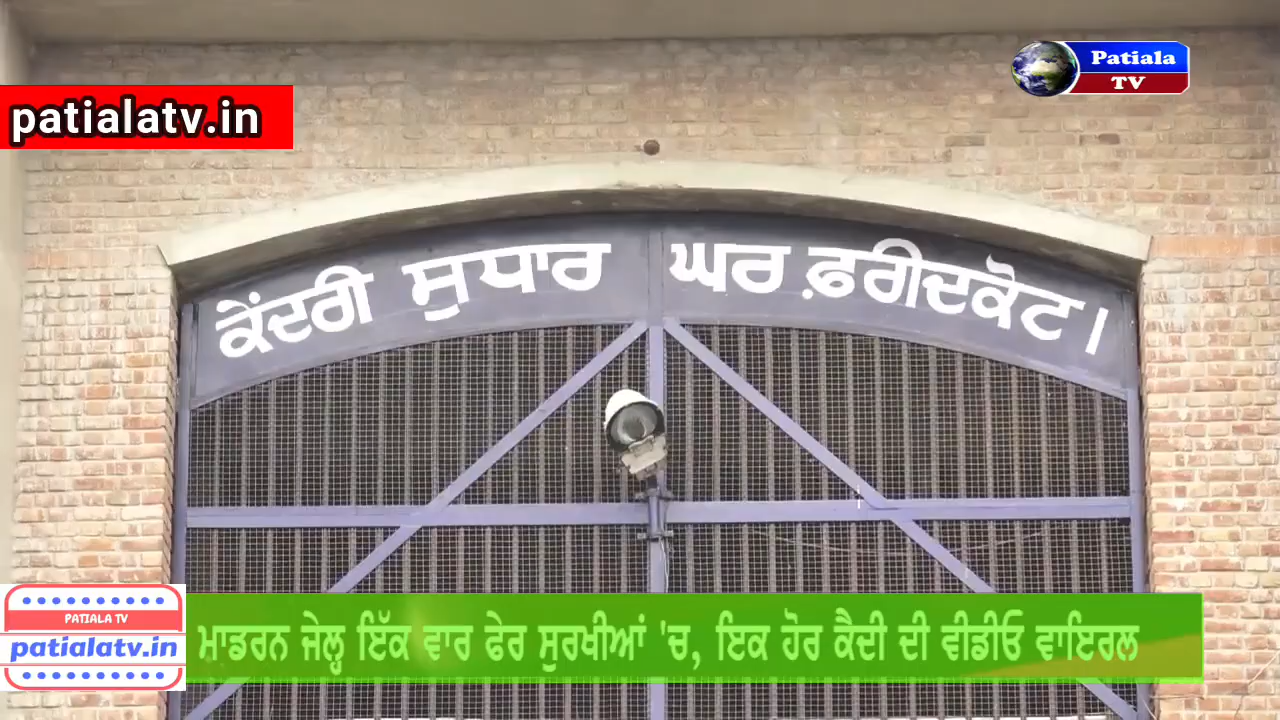 Patiala
TV
patialatv.in
ਕੇਂਦਰੀ ਸੁਧਾਰ ਘਰ ਫ਼ਰੀਦਕੋਟ।
PATIALA TV
patialatv.in
ਮਾਡਰਨ ਜੇਲ੍ਹ ਇੱਕ ਵਾਰ ਫੇਰ ਸੁਰਖੀਆਂ 'ਚ, ਇਕ ਹੋਰ ਕੈਦੀ ਦੀ ਵੀਡੀਓ ਵਾਇਰਲ